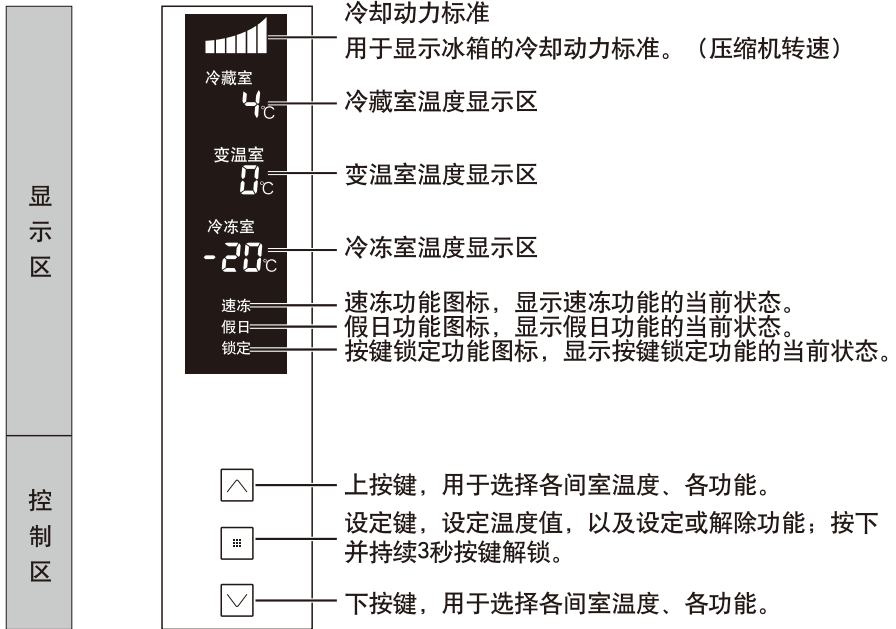 冷却动力标准
用于显示冰箱的冷却动力标准。（压缩机转速）
冷藏室
4℃
冷藏室温度显示区
变温室
0℃
变温室温度显示区
冷冻室
-20℃
冷冻室温度显示区
显示区
速冻
速冻功能图标，显示速冻功能的当前状态。
假日
假日功能图标，显示假日功能的当前状态。
锁定
按键锁定功能图标，显示按键锁定功能的当前状态。
控制区
上按键，用于选择各间室温度、各功能。
设定键，设定温度值，以及设定或解除功能；按下
并持续3秒按键解锁。
下按键，用于选择各间室温度、各功能。